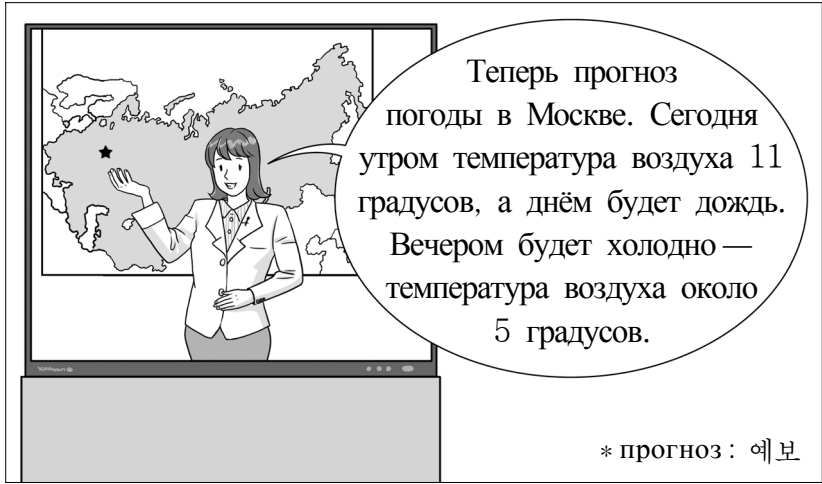 Теперь прогноз
погоды в Москве. Сегодня
утром температура воздуха 11
градусов, а днём будет дождь.
Вечером будет холодно —
температура воздуха около
5 градусов.
* прогноз : 예보